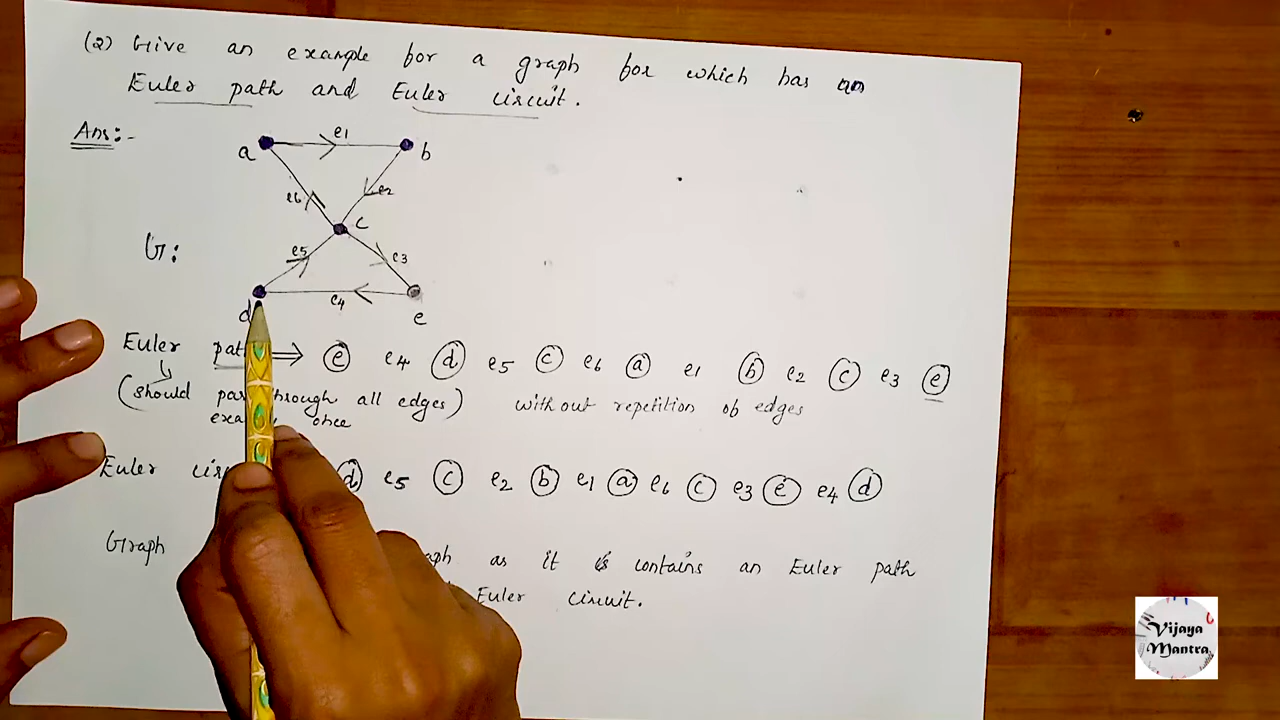 (2) Give an example for a graph for which has an
Euler path and Euler circuit.
Ans:-
a e1 b
e6 e2
c
G:
e5 e3
e4
d e
Euler ⇒ e e4 d e5 c e6 a e1 b e2 c e3 e
(should through all edges) without repetition of edges
once
Euler d e5 c e2 b e1 a e6 c e3 e e4 d
Graph as it is contains an Euler path
Euler circuit.
Vijaya
Mantra